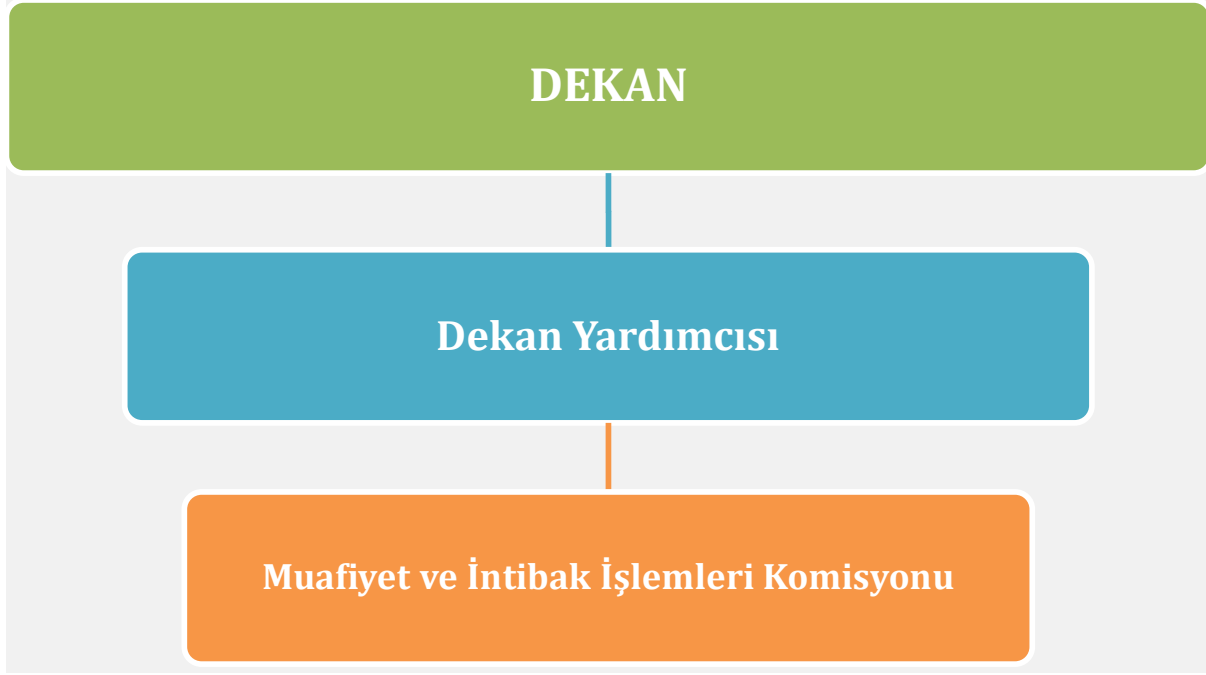 DEKAN
Dekan Yardımcısı
Muafiyet ve İntibak İşlemleri Komisyonu